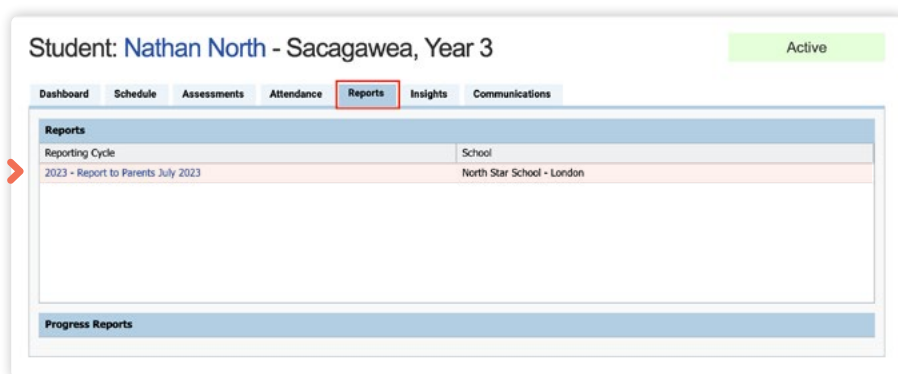 Student: Nathan North - Sacagawea, Year 3
Active
Dashboard Schedule Assessments Attendance Reports Insights Communications
Reports
Reporting Cycle School
2023 - Report to Parents July 2023 North Star School - London
Progress Reports